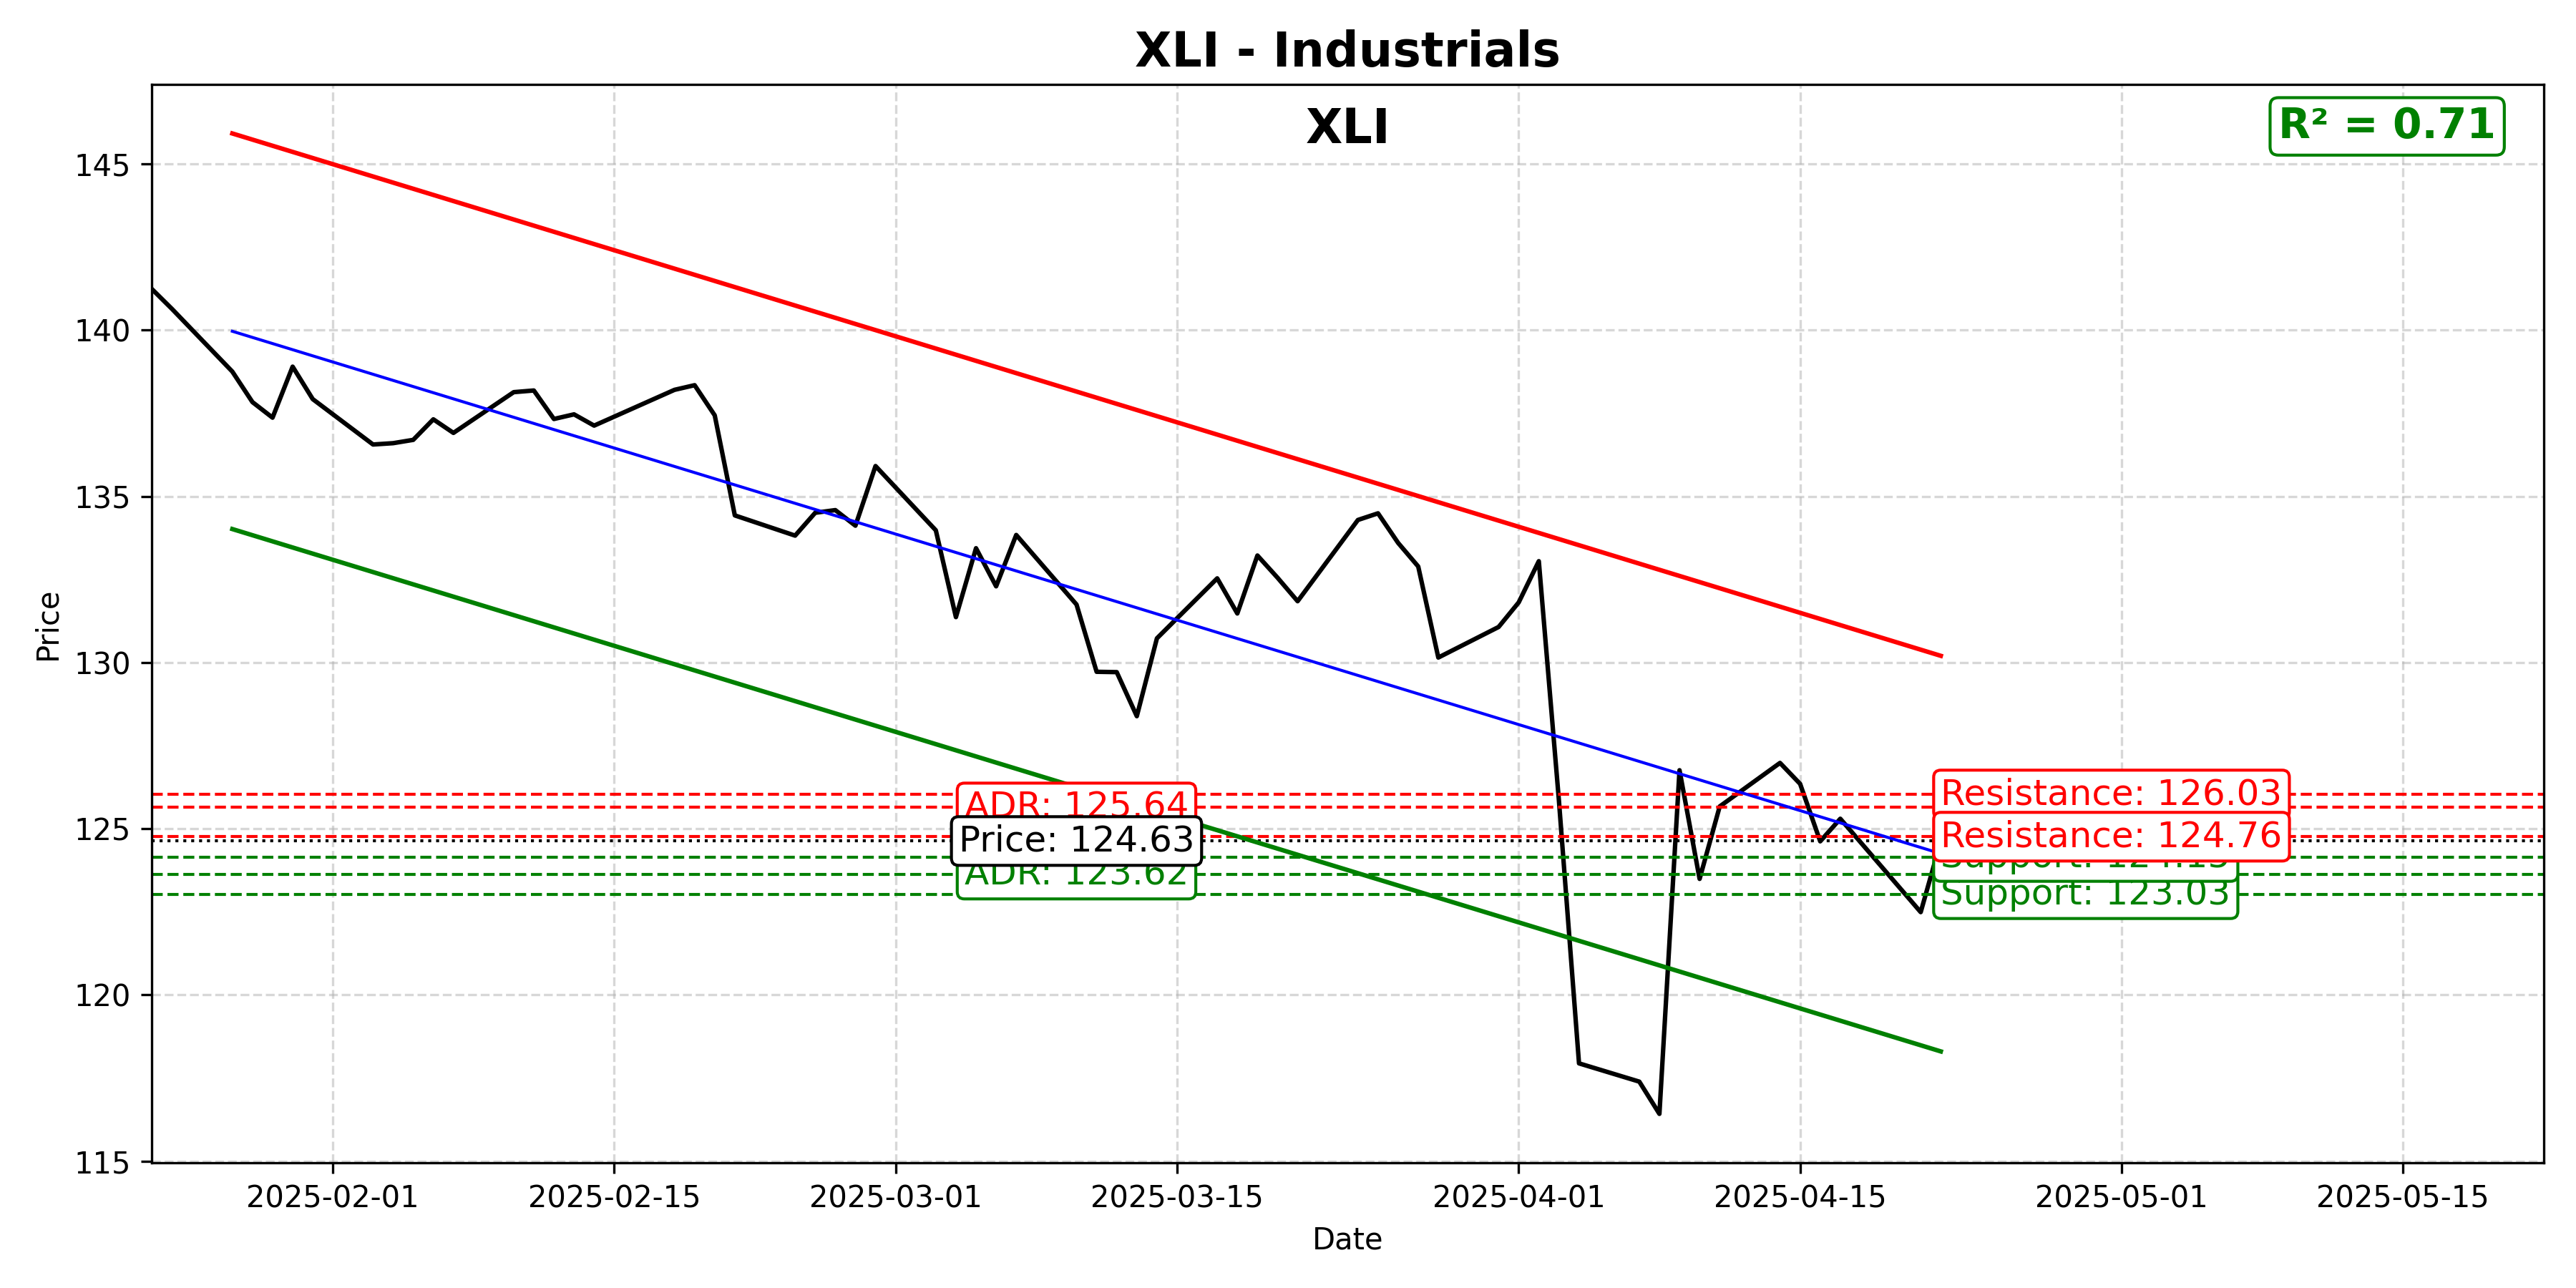 XLI - Industrials
XLI
R² = 0.71
145
140
135
130
125
120
115
Price
ADR: 125.64
Price: 124.63
ADR: 123.62
Resistance: 126.03
Resistance: 124.76
Support:
Support: 123.03
2025-02-01
2025-02-15
2025-03-01
2025-03-15
2025-04-01
2025-04-15
2025-05-01
2025-05-15
Date